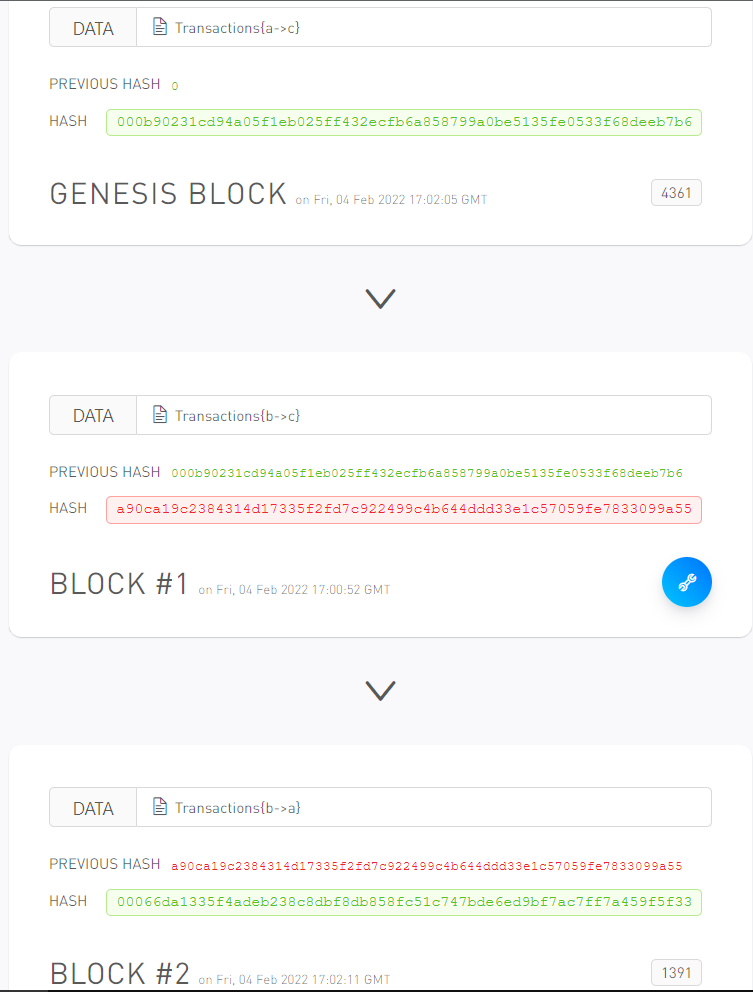 DATA Transactions{a->c}
PREVIOUS HASH 0
HASH 000b90231cd94a05f1eb025ff432ecfb6a858799a0be5135fe0533f68deeb7b6
GENESIS BLOCK on Fri, 04 Feb 2022 17:02:05 GMT 4361
DATA Transactions{b->c}
PREVIOUS HASH 000b90231cd94a05f1eb025ff432ecfb6a858799a0be5135fe0533f68deeb7b6
HASH a90ca19c2384314d17335f2fd7c922499c4b644ddd33e1c57059fe7833099a55
BLOCK #1 on Fri, 04 Feb 2022 17:00:52 GMT
DATA Transactions{b->a}
PREVIOUS HASH a90ca19c2384314d17335f2fd7c922499c4b644ddd33e1c57059fe7833099a55
HASH 00066da1335f4adeb238c8dbf8db858fc51c747bde6ed9bf7ac7ff7a459f5f33
BLOCK #2 on Fri, 04 Feb 2022 17:02:11 GMT 1391